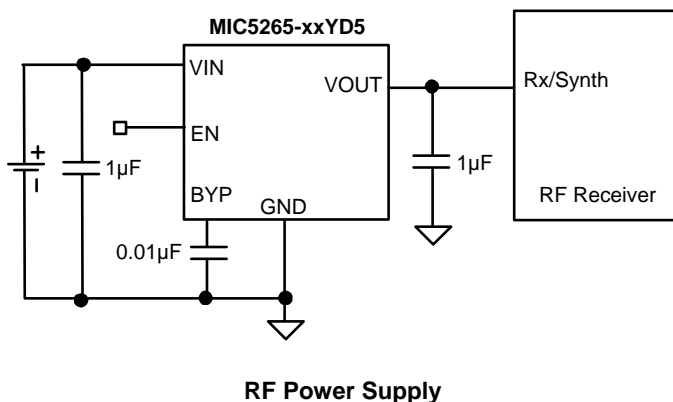 MIC5265-xxYD5
VIN
VOUT
Rx/Synth
EN
+
–
1µF
1µF
BYP
GND
RF Receiver
0.01µF
RF Power Supply